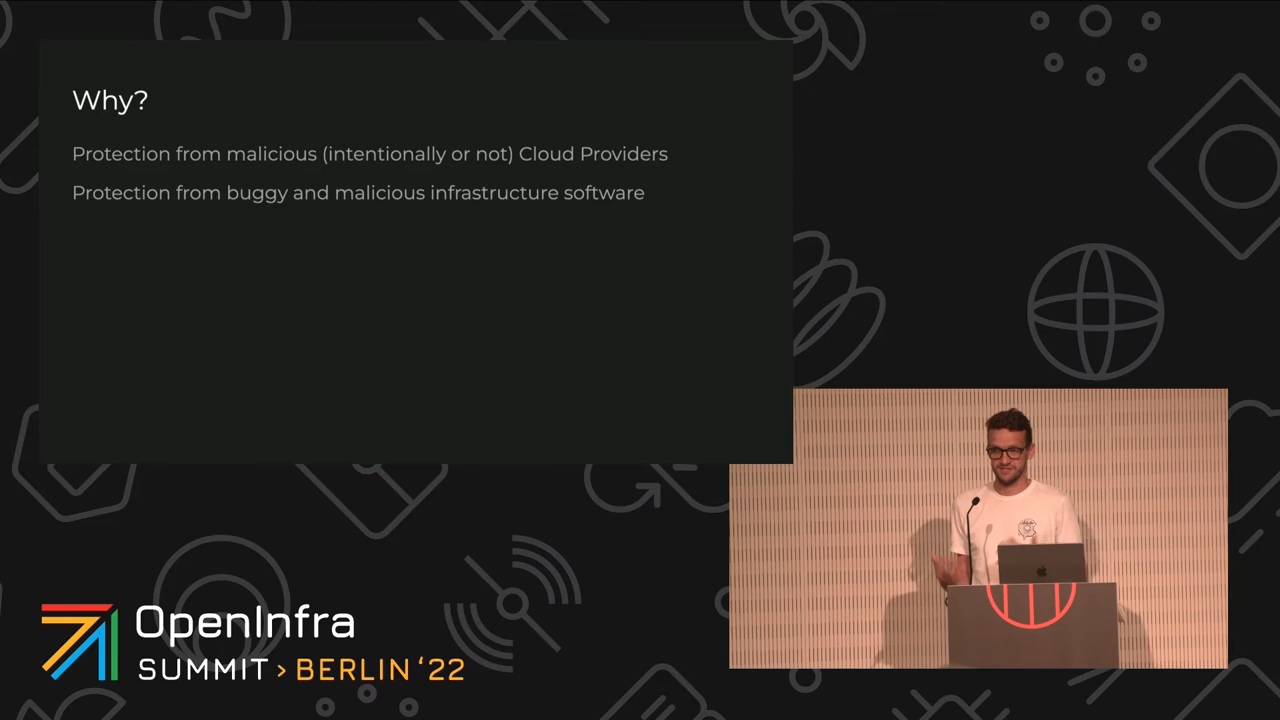 Why?
Protection from malicious (intentionally or not) Cloud Providers
Protection from buggy and malicious infrastructure software
OpenInfra
SUMMIT > BERLIN ‘22